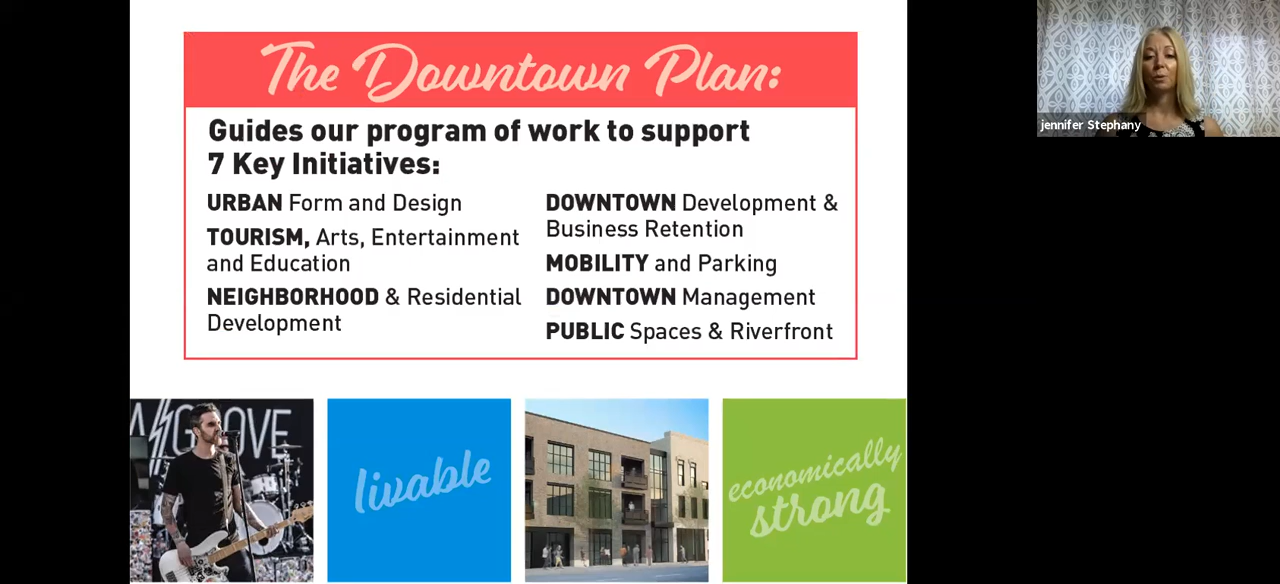 The Downtown Plan:
Guides our program of work to support
7 Key Initiatives:
URBAN Form and Design
TOURISM, Arts, Entertainment
and Education
NEIGHBORHOOD & Residential
Development
DOWNTOWN Development &
Business Retention
MOBILITY and Parking
DOWNTOWN Management
PUBLIC Spaces & Riverfront
GROOVE
livable
economically
strong
jennifer Stephany